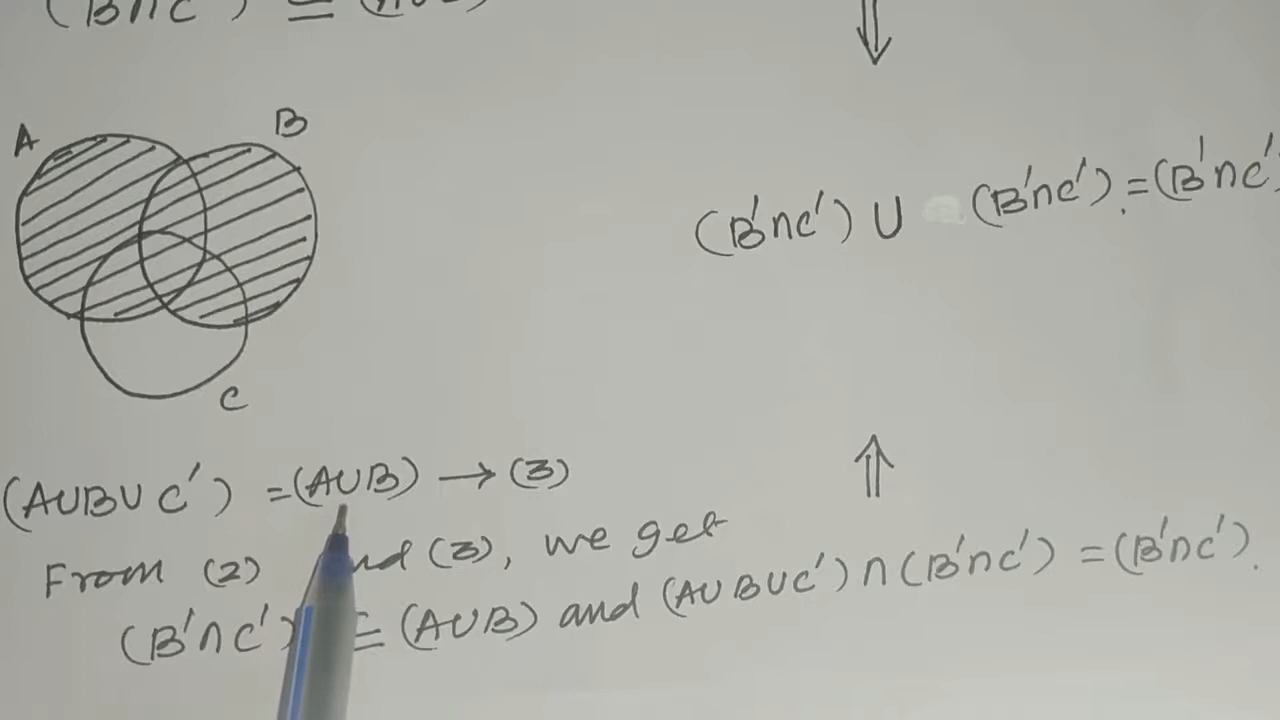 (B'∩C') ⊆
A
B
C
(B'∩C') ∪ (B'∩C') = (B'∩C'
(A∪B∪C') = (A∪B) → (3)
From (2) and (3), we get
(B'∩C') ⊆ (A∪B) and (A∪B∪C') ∩ (B'∩C') = (B'∩C').